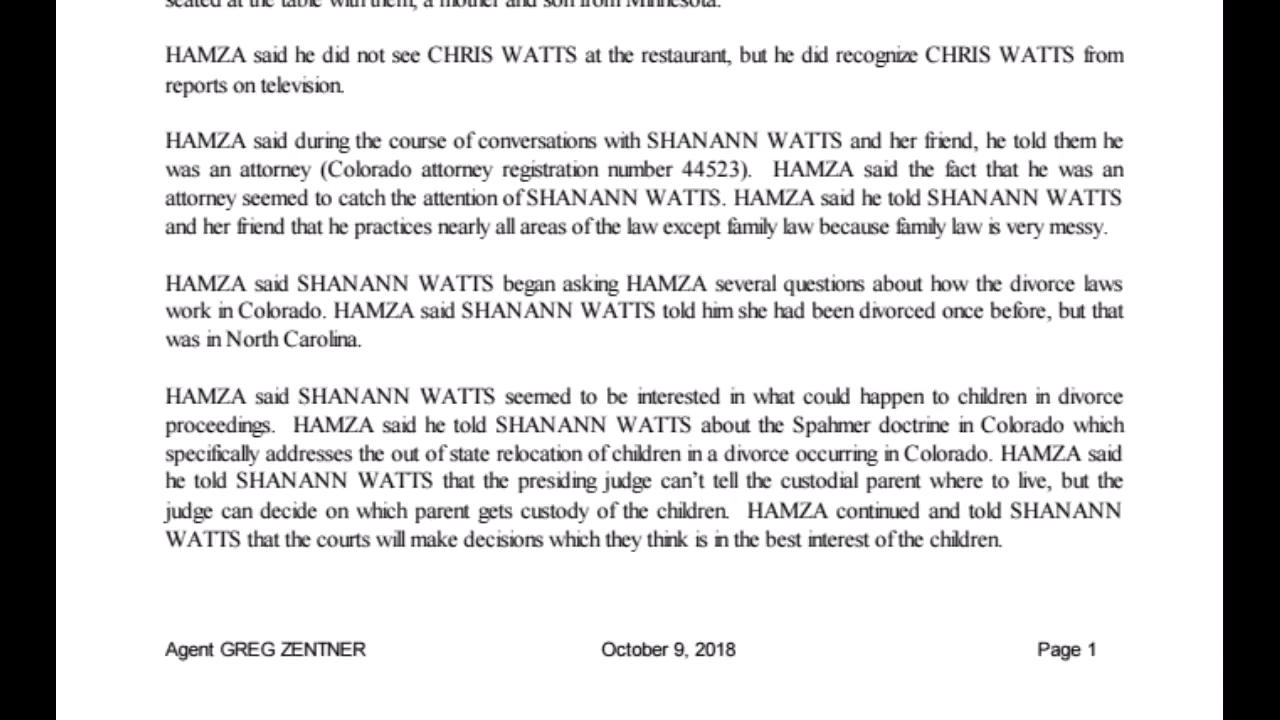 seated at the table with them, a mother and son from Minnesota.
HAMZA said he did not see CHRIS WATTS at the restaurant, but he did recognize CHRIS WATTS from
reports on television.
HAMZA said during the course of conversations with SHANANN WATTS and her friend, he told them he
was an attorney (Colorado attorney registration number 44523). HAMZA said the fact that he was an
attorney seemed to catch the attention of SHANANN WATTS. HAMZA said he told SHANANN WATTS
and her friend that he practices nearly all areas of the law except family law because family law is very messy.
HAMZA said SHANANN WATTS began asking HAMZA several questions about how the divorce laws
work in Colorado. HAMZA said SHANANN WATTS told him she had been divorced once before, but that
was in North Carolina.
HAMZA said SHANANN WATTS seemed to be interested in what could happen to children in divorce
proceedings. HAMZA said he told SHANANN WATTS about the Spahmer doctrine in Colorado which
specifically addresses the out of state relocation of children in a divorce occurring in Colorado. HAMZA said
he told SHANANN WATTS that the presiding judge can't tell the custodial parent where to live, but the
judge can decide on which parent gets custody of the children. HAMZA continued and told SHANANN
WATTS that the courts will make decisions which they think is in the best interest of the children.
Agent GREG ZENTNER October 9, 2018 Page 1